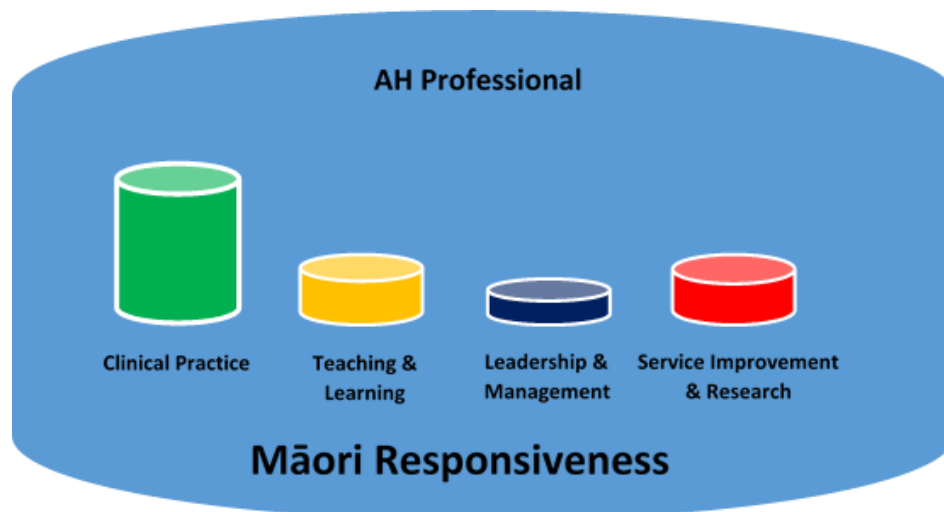 AH Professional
Clinical Practice
Teaching &
Learning
Leadership &
Management
Service Improvement
& Research
Māori Responsiveness